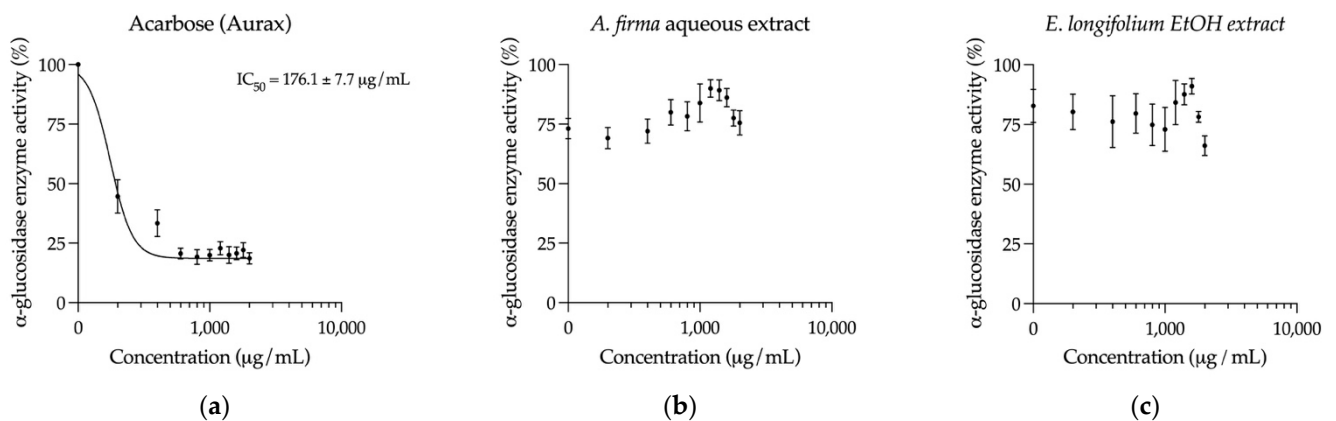 Acarbose (Aurax)
IC50 = 176.1 ± 7.7 µg/mL
α-glucosidase enzyme activity (%)
100
75
50
25
0
0
1,000
10,000
Concentration (µg/mL)
(a)
A. firma aqueous extract
α-glucosidase enzyme activity (%)
100
75
50
25
0
0
1,000
10,000
Concentration (µg/mL)
(b)
E. longifolium EtOH extract
α-glucosidase enzyme activity (%)
100
75
50
25
0
0
1,000
10,000
Concentration (µg/mL)
(c)